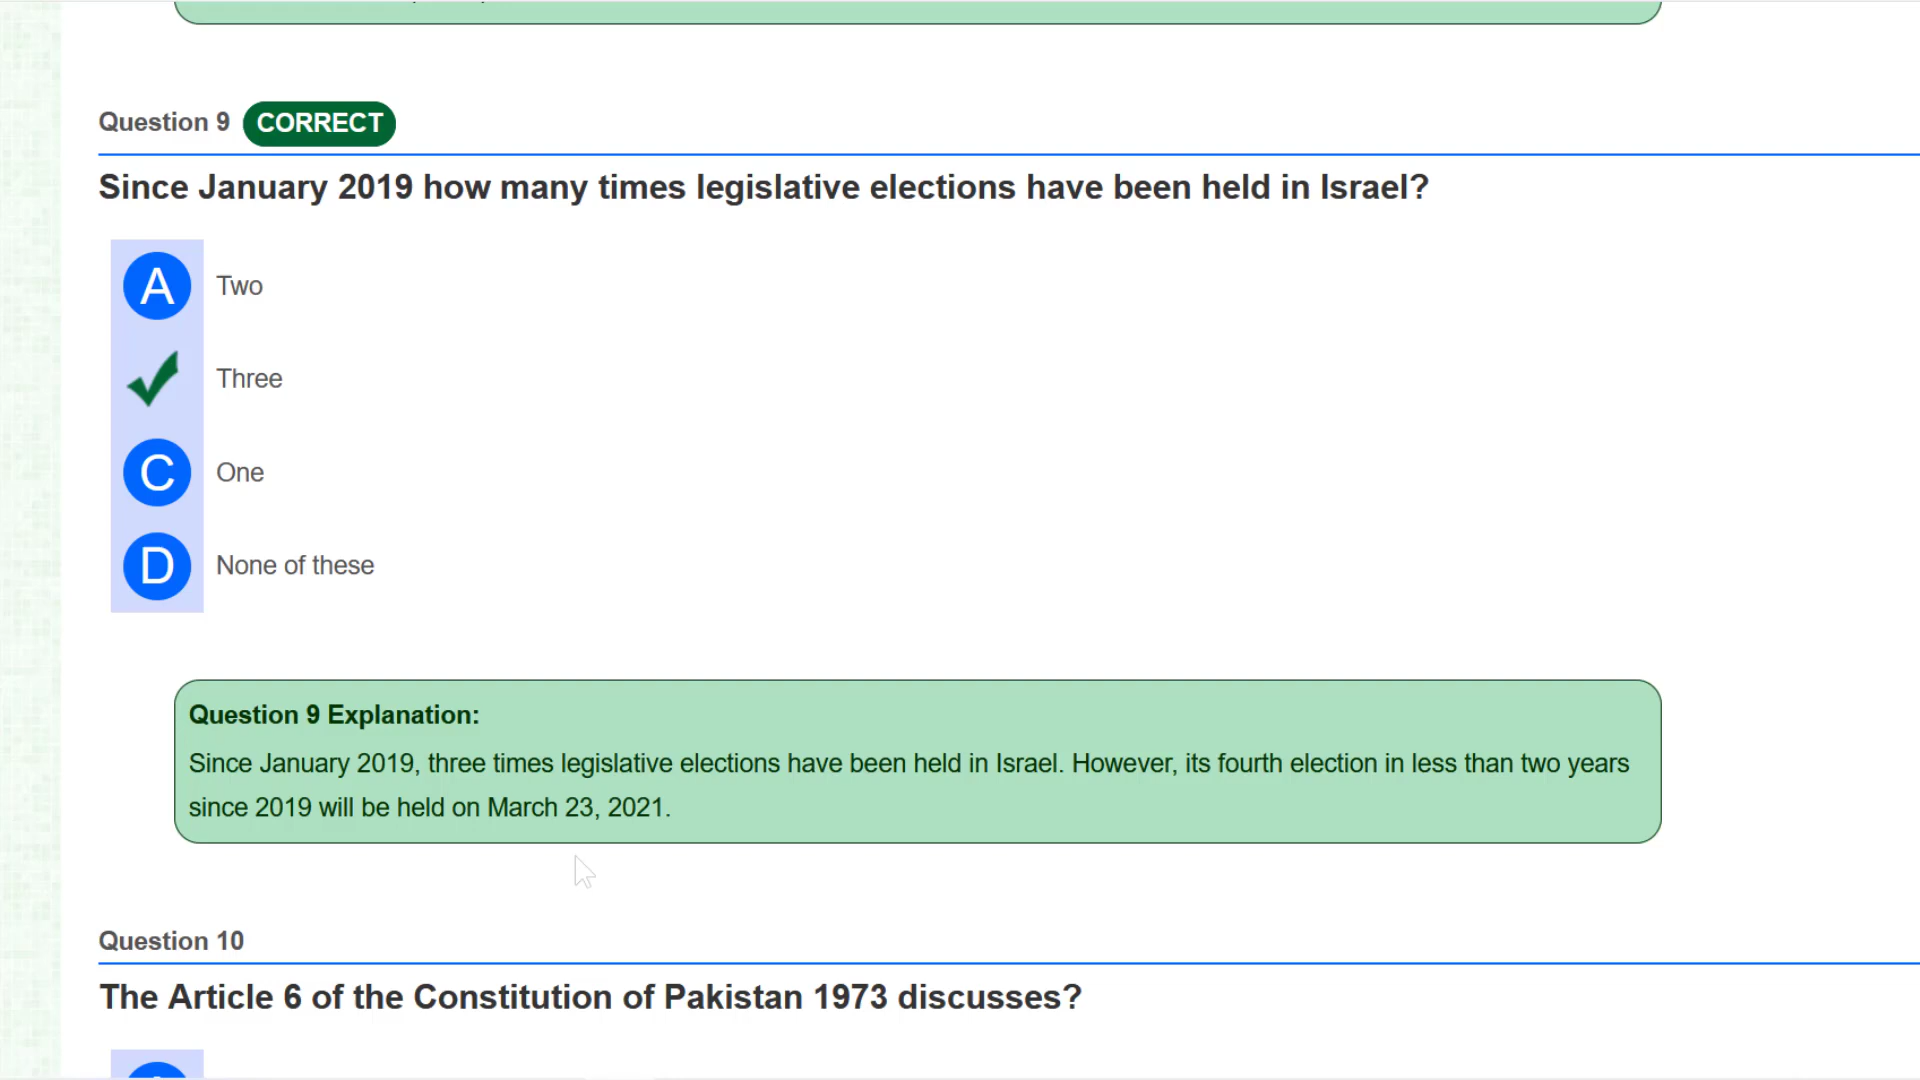 Question 9 CORRECT
Since January 2019 how many times legislative elections have been held in Israel?
A Two
Three
C One
D None of these
Question 9 Explanation:
Since January 2019, three times legislative elections have been held in Israel. However, its fourth election in less than two years
since 2019 will be held on March 23, 2021.
Question 10
The Article 6 of the Constitution of Pakistan 1973 discusses?